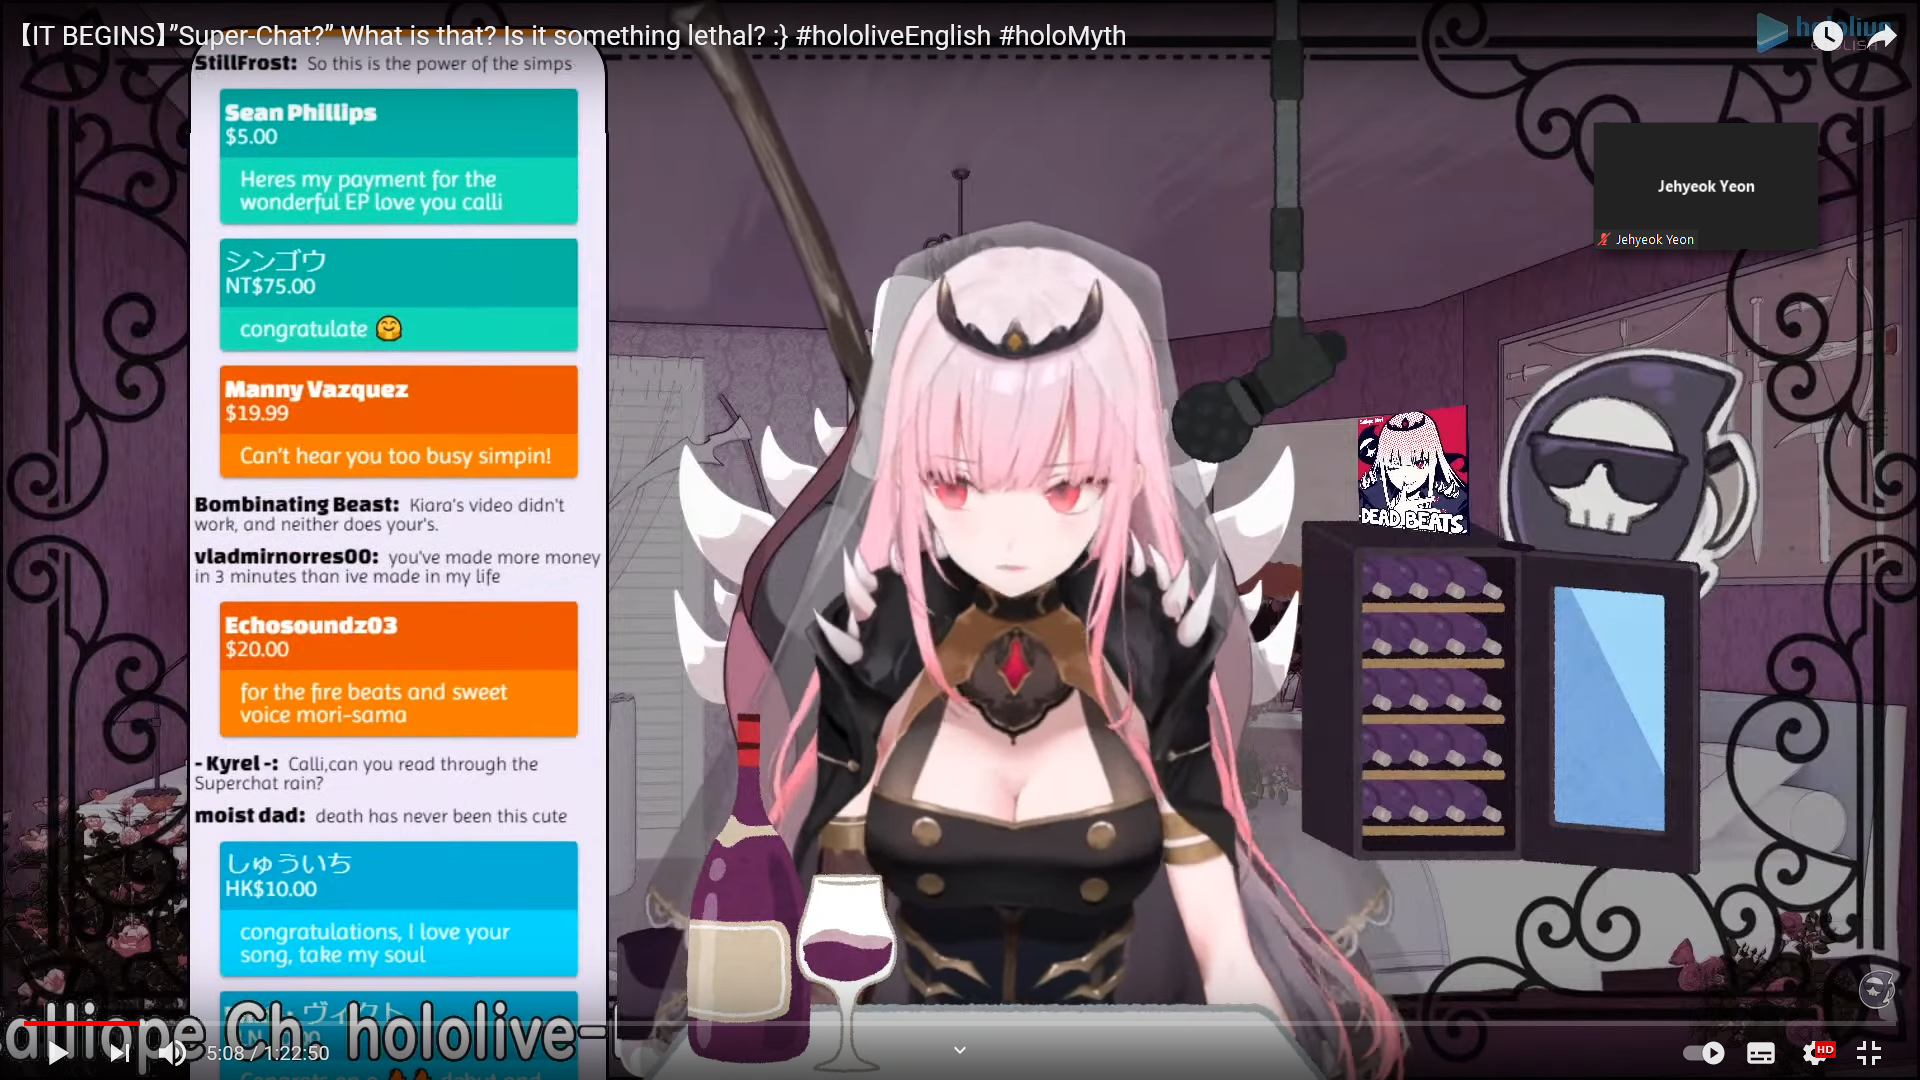 【IT BEGINS】”Super-Chat?” What is that? Is it something lethal? :} #hololiveEnglish #holoMyth
hololive
ENGLISH
StillFrost: So this is the power of the simps
Sean Phillips
$5.00
Heres my payment for the
wonderful EP love you calli
シンゴウ
NT$75.00
congratulate 🤗
Manny Vazquez
$19.99
Can't hear you too busy simpin!
Bombinating Beast: Kiara's video didn't
work, and neither does your's.
vladmirnorres00: you've made more money
in 3 minutes than ive made in my life
Echosoundz03
$20.00
for the fire beats and sweet
voice mori-sama
- Kyrel -: Calli,can you read through the
Superchat rain?
moist dad: death has never been this cute
しゅういち
HK$10.00
congratulations, I love your
song, take my soul
alliope Ch. hololive-
5:08 / 1:22:50
Jehyeok Yeon
Jehyeok Yeon
DEAD BEATS
HD